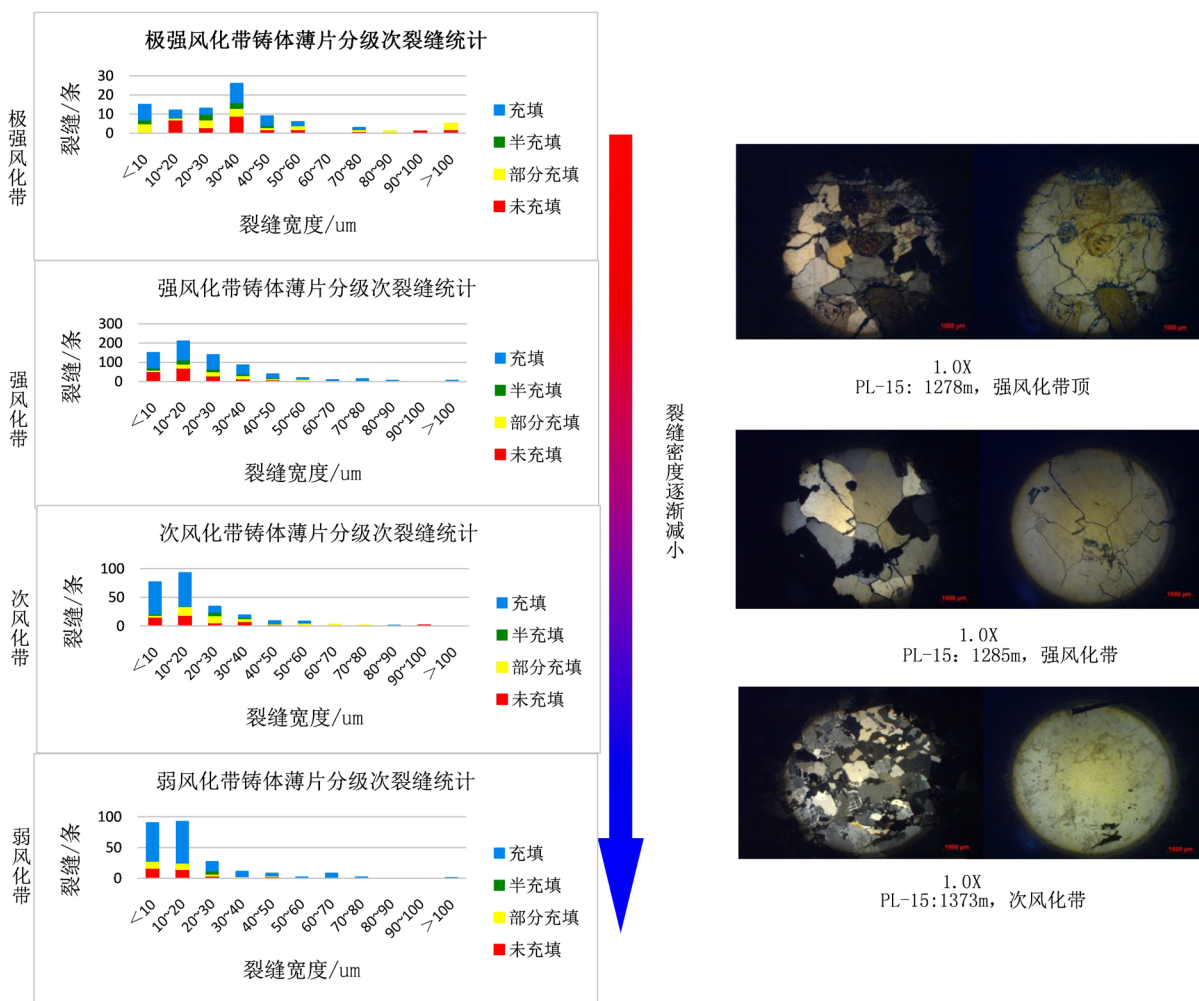 极强风化带
极强风化带铸体薄片分级次裂缝统计
裂缝/条
30
20
10
0
<10
10~20
20~30
30~40
40~50
50~60
60~70
70~80
80~90
90~100
>100
裂缝宽度/um
充填
半充填
部分充填
未充填
强风化带
强风化带铸体薄片分级次裂缝统计
裂缝/条
300
200
100
0
<10
10~20
20~30
30~40
40~50
50~60
60~70
70~80
80~90
90~100
>100
裂缝宽度/um
充填
半充填
部分充填
未充填
次风化带
次风化带铸体薄片分级次裂缝统计
裂缝/条
100
50
0
<10
10~20
20~30
30~40
40~50
50~60
60~70
70~80
80~90
90~100
>100
裂缝宽度/um
充填
半充填
部分充填
未充填
弱风化带
弱风化带铸体薄片分级次裂缝统计
裂缝/条
100
50
0
<10
10~20
20~30
30~40
40~50
50~60
60~70
70~80
80~90
90~100
>100
裂缝宽度/um
充填
半充填
部分充填
未充填
裂缝密度逐渐减小
1000 μm
1000 μm
1.0X
PL-15: 1278m，强风化带顶
1000 μm
1000 μm
1.0X
PL-15: 1285m，强风化带
1000 μm
1000 μm
1.0X
PL-15:1373m，次风化带